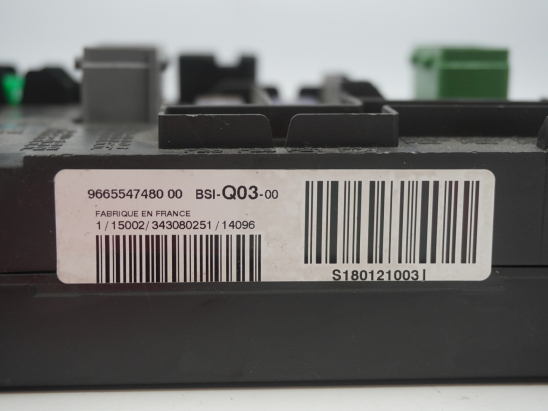 9665547480 00 BSI-Q03-00
FABRIQUE EN FRANCE
1/15002/343080251/14096
S180121003I